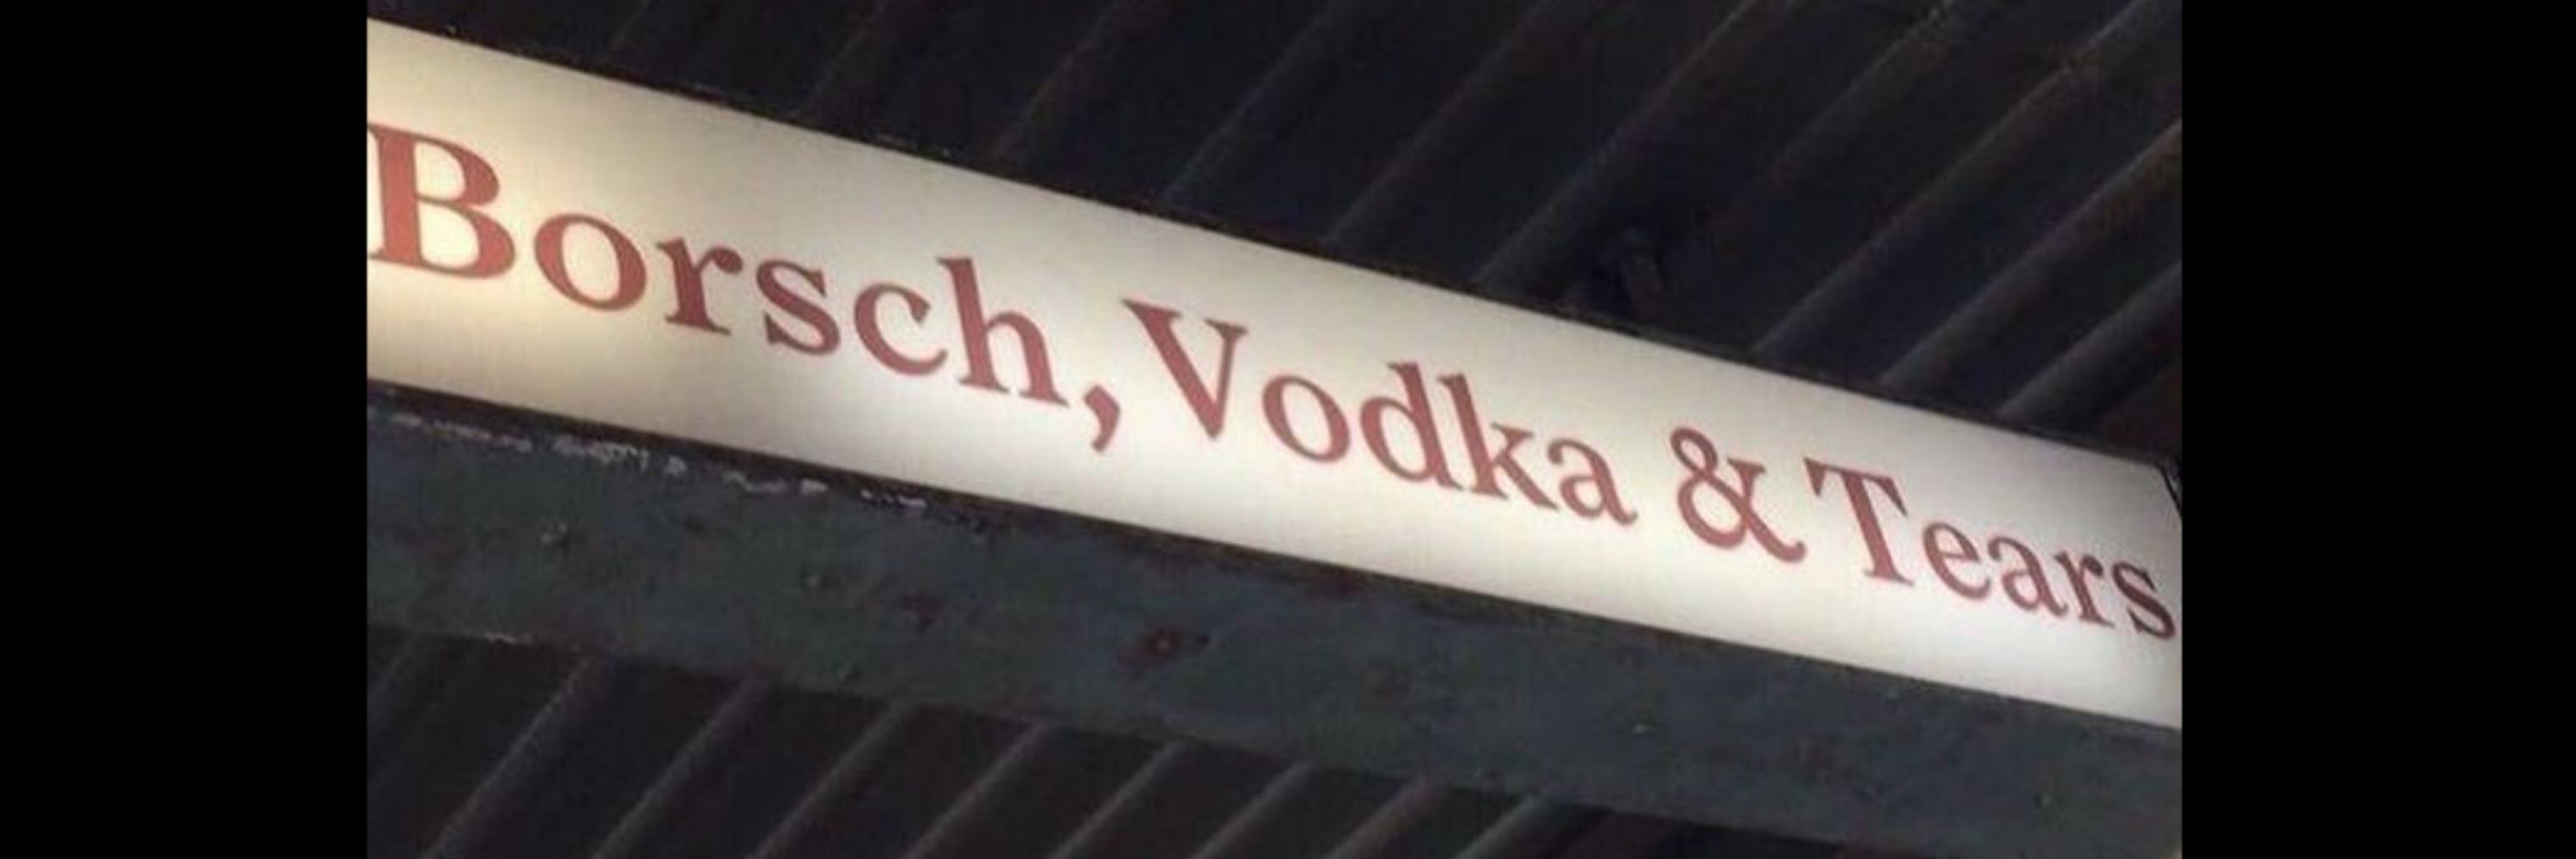 Borsch, Vodka & Tears